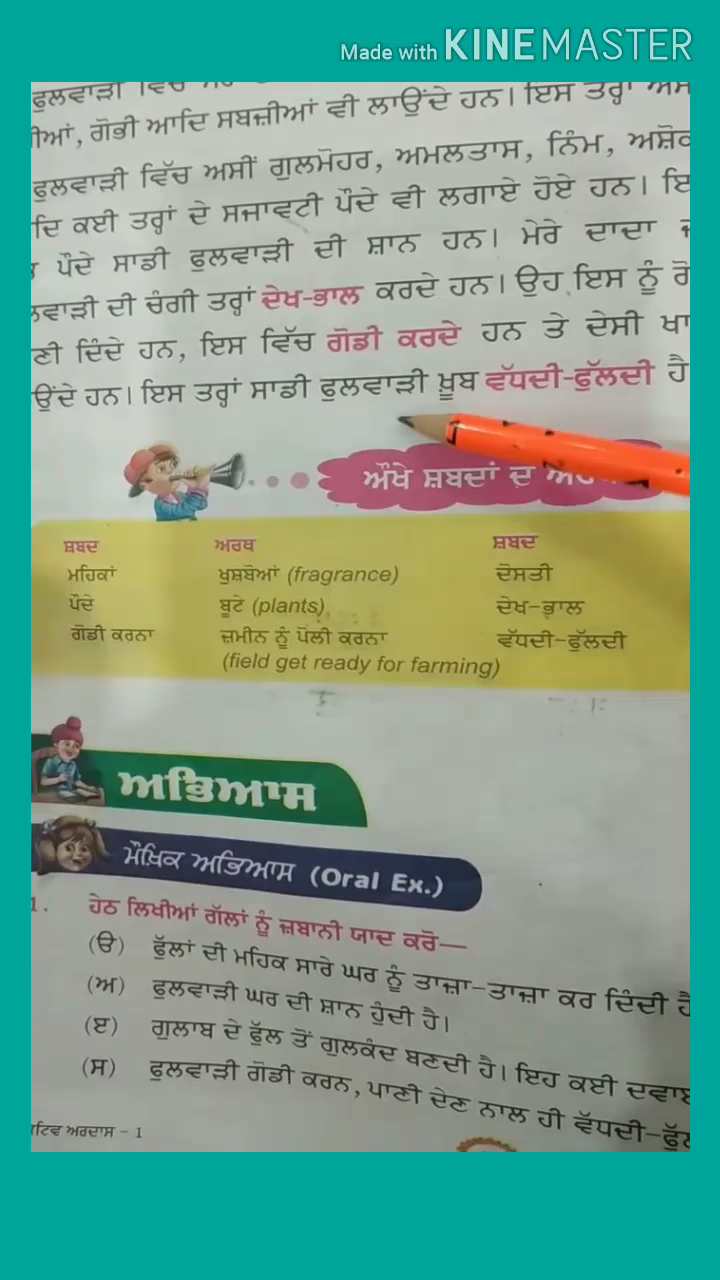 Made with KINEMASTER
ਫੁਲਵਾੜੀ ਵਿੱਚ
ਗੋਭੀ ਆਦਿ ਸਬਜ਼ੀਆਂ ਵੀ ਲਾਉਂਦੇ ਹਨ। ਇਸ ਤਰ੍ਹਾਂ
ਫੁਲਵਾੜੀ ਵਿੱਚ ਅਸੀਂ ਗੁਲਮੋਹਰ, ਅਮਲਤਾਸ, ਨਿੰਮ,
ਦਿ ਕਈ ਤਰ੍ਹਾਂ ਦੇ ਸਜਾਵਟੀ ਪੌਦੇ ਵੀ ਲਗਾਏ ਹੋਏ ਹਨ।
ਪੌਦੇ ਸਾਡੀ ਫੁਲਵਾੜੀ ਦੀ ਸ਼ਾਨ ਹਨ। ਮੇਰੇ ਦਾਦਾ
ਲਵਾੜੀ ਦੀ ਚੰਗੀ ਤਰ੍ਹਾਂ ਦੇਖ-ਭਾਲ ਕਰਦੇ ਹਨ। ਉਹ ਇਸ ਨੂੰ ਰੋ
ਣੀ ਦਿੰਦੇ ਹਨ, ਇਸ ਵਿੱਚ ਗੋਡੀ ਕਰਦੇ ਹਨ ਤੇ ਦੇਸੀ ਖਾ
ਉਂਦੇ ਹਨ। ਇਸ ਤਰ੍ਹਾਂ ਸਾਡੀ ਫੁਲਵਾੜੀ ਖ਼ੂਬ ਵੱਧਦੀ-ਫੁੱਲਦੀ ਹੈ
ਔਖੇ ਸ਼ਬਦਾਂ ਦ
ਸ਼ਬਦ ਅਰਥ ਸ਼ਬਦ
ਮਹਿਕਾਂ ਖੁਸ਼ਬੋਆਂ (fragrance) ਦੋਸਤੀ
ਪੌਦੇ ਬੂਟੇ (plants) ਦੇਖ-ਭਾਲ
ਗੋਡੀ ਕਰਨਾ ਜ਼ਮੀਨ ਨੂੰ ਪੋਲੀ ਕਰਨਾ ਵੱਧਦੀ-ਫੁੱਲਦੀ
(field get ready for farming)
ਅਭਿਆਸ
ਮੌਖ਼ਿਕ ਅਭਿਆਸ (Oral Ex.)
1. ਹੇਠ ਲਿਖੀਆਂ ਗੱਲਾਂ ਨੂੰ ਜ਼ਬਾਨੀ ਯਾਦ ਕਰੋ—
(ੳ) ਫੁੱਲਾਂ ਦੀ ਮਹਿਕ ਸਾਰੇ ਘਰ ਨੂੰ ਤਾਜ਼ਾ-ਤਾਜ਼ਾ ਕਰ ਦਿੰਦੀ ਹੈ
(ਅ) ਫੁਲਵਾੜੀ ਘਰ ਦੀ ਸ਼ਾਨ ਹੁੰਦੀ ਹੈ।
(ੲ) ਗੁਲਾਬ ਦੇ ਫੁੱਲ ਤੋਂ ਗੁਲਕੰਦ ਬਣਦੀ ਹੈ। ਇਹ ਕਈ
(ਸ) ਫੁਲਵਾੜੀ ਗੋਡੀ ਕਰਨ, ਪਾਣੀ ਦੇਣ ਨਾਲ ਹੀ ਵੱਧਦੀ-ਫੁੱਲ
ਟਿਵ ਅਰਦਾਸ - 1